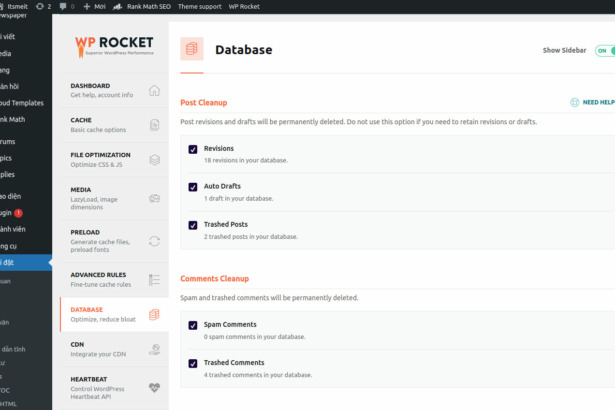 Itsmeit 2 0 + Mới Rank Math SEO Theme support WP Rocket
Newspaper
i viết
edia
ang
ản hồi
oud Templates
nk Math
rums
pics
plies
ao diện
ugin 1
ành viên
ng cụ
i đặt
quan
dẫn tĩnh
TOC
HTML
WP ROCKET
Superior WordPress Performance
DASHBOARD
Get help, account info
CACHE
Basic cache options
FILE OPTIMIZATION
Optimize CSS & JS
MEDIA
LazyLoad, image
dimensions
PRELOAD
Generate cache files,
preload fonts
ADVANCED RULES
Fine-tune cache rules
DATABASE
Optimize, reduce bloat
CDN
Integrate your CDN
HEARTBEAT
Control WordPress
Heartbeat API
Database
Show Sidebar
ON
Post Cleanup
NEED HELP
Post revisions and drafts will be permanently deleted. Do not use this option if you need to retain revisions or drafts.
Revisions
18 revisions in your database.
Auto Drafts
1 draft in your database.
Trashed Posts
2 trashed posts in your database.
Comments Cleanup
Spam and trashed comments will be permanently deleted.
Spam Comments
0 spam comments in your database.
Trashed Comments
4 trashed comments in your database.